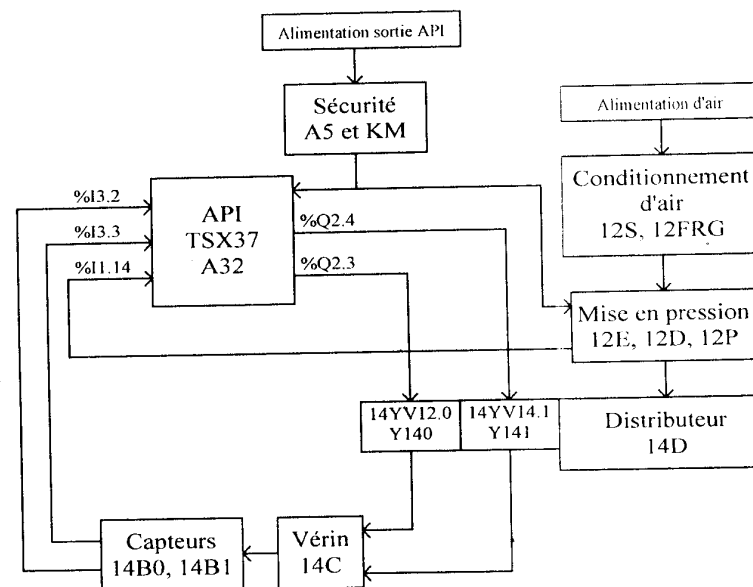 Alimentation sortie API
Sécurité
A5 et KM
Alimentation d'air
Conditionnement
d'air
12S, 12FRG
%I3.2
%I3.3
%I1.14
API
TSX37
A32
%Q2.4
%Q2.3
Mise en pression
12E, 12D, 12P
14YV12.0
Y140
14YV14.1
Y141
Distributeur
14D
Capteurs
14B0, 14B1
Vérin
14C